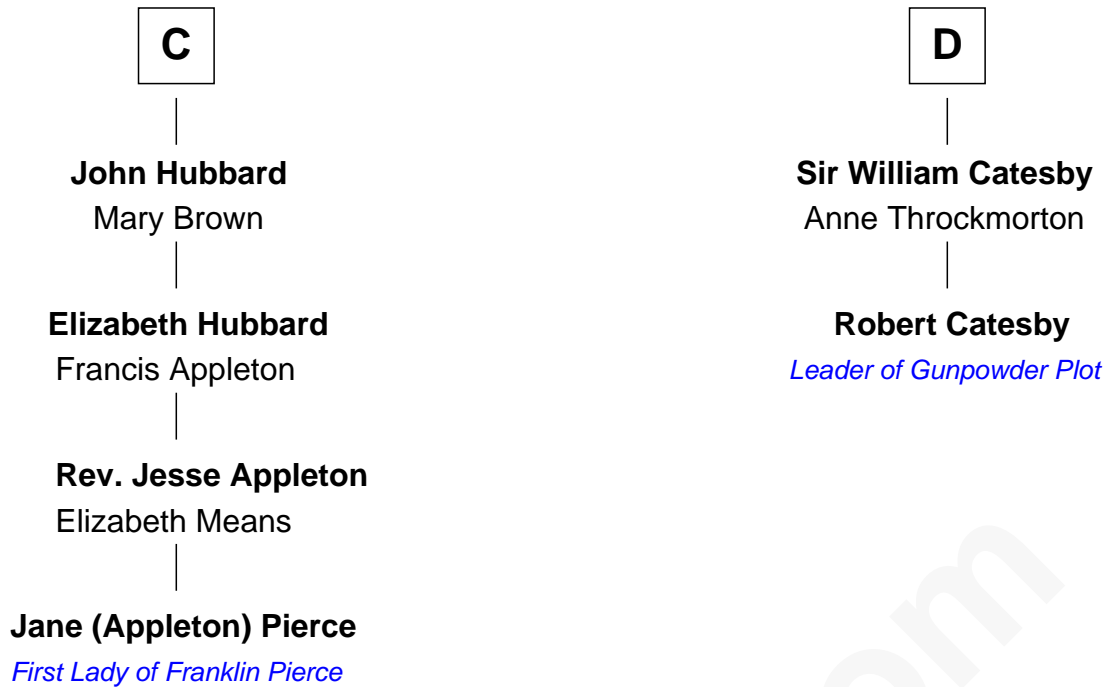 C
John Hubbard
Mary Brown
Elizabeth Hubbard
Francis Appleton
Rev. Jesse Appleton
Elizabeth Means
Jane (Appleton) Pierce
First Lady of Franklin Pierce
D
Sir William Catesby
Anne Throckmorton
Robert Catesby
Leader of Gunpowder Plot
om